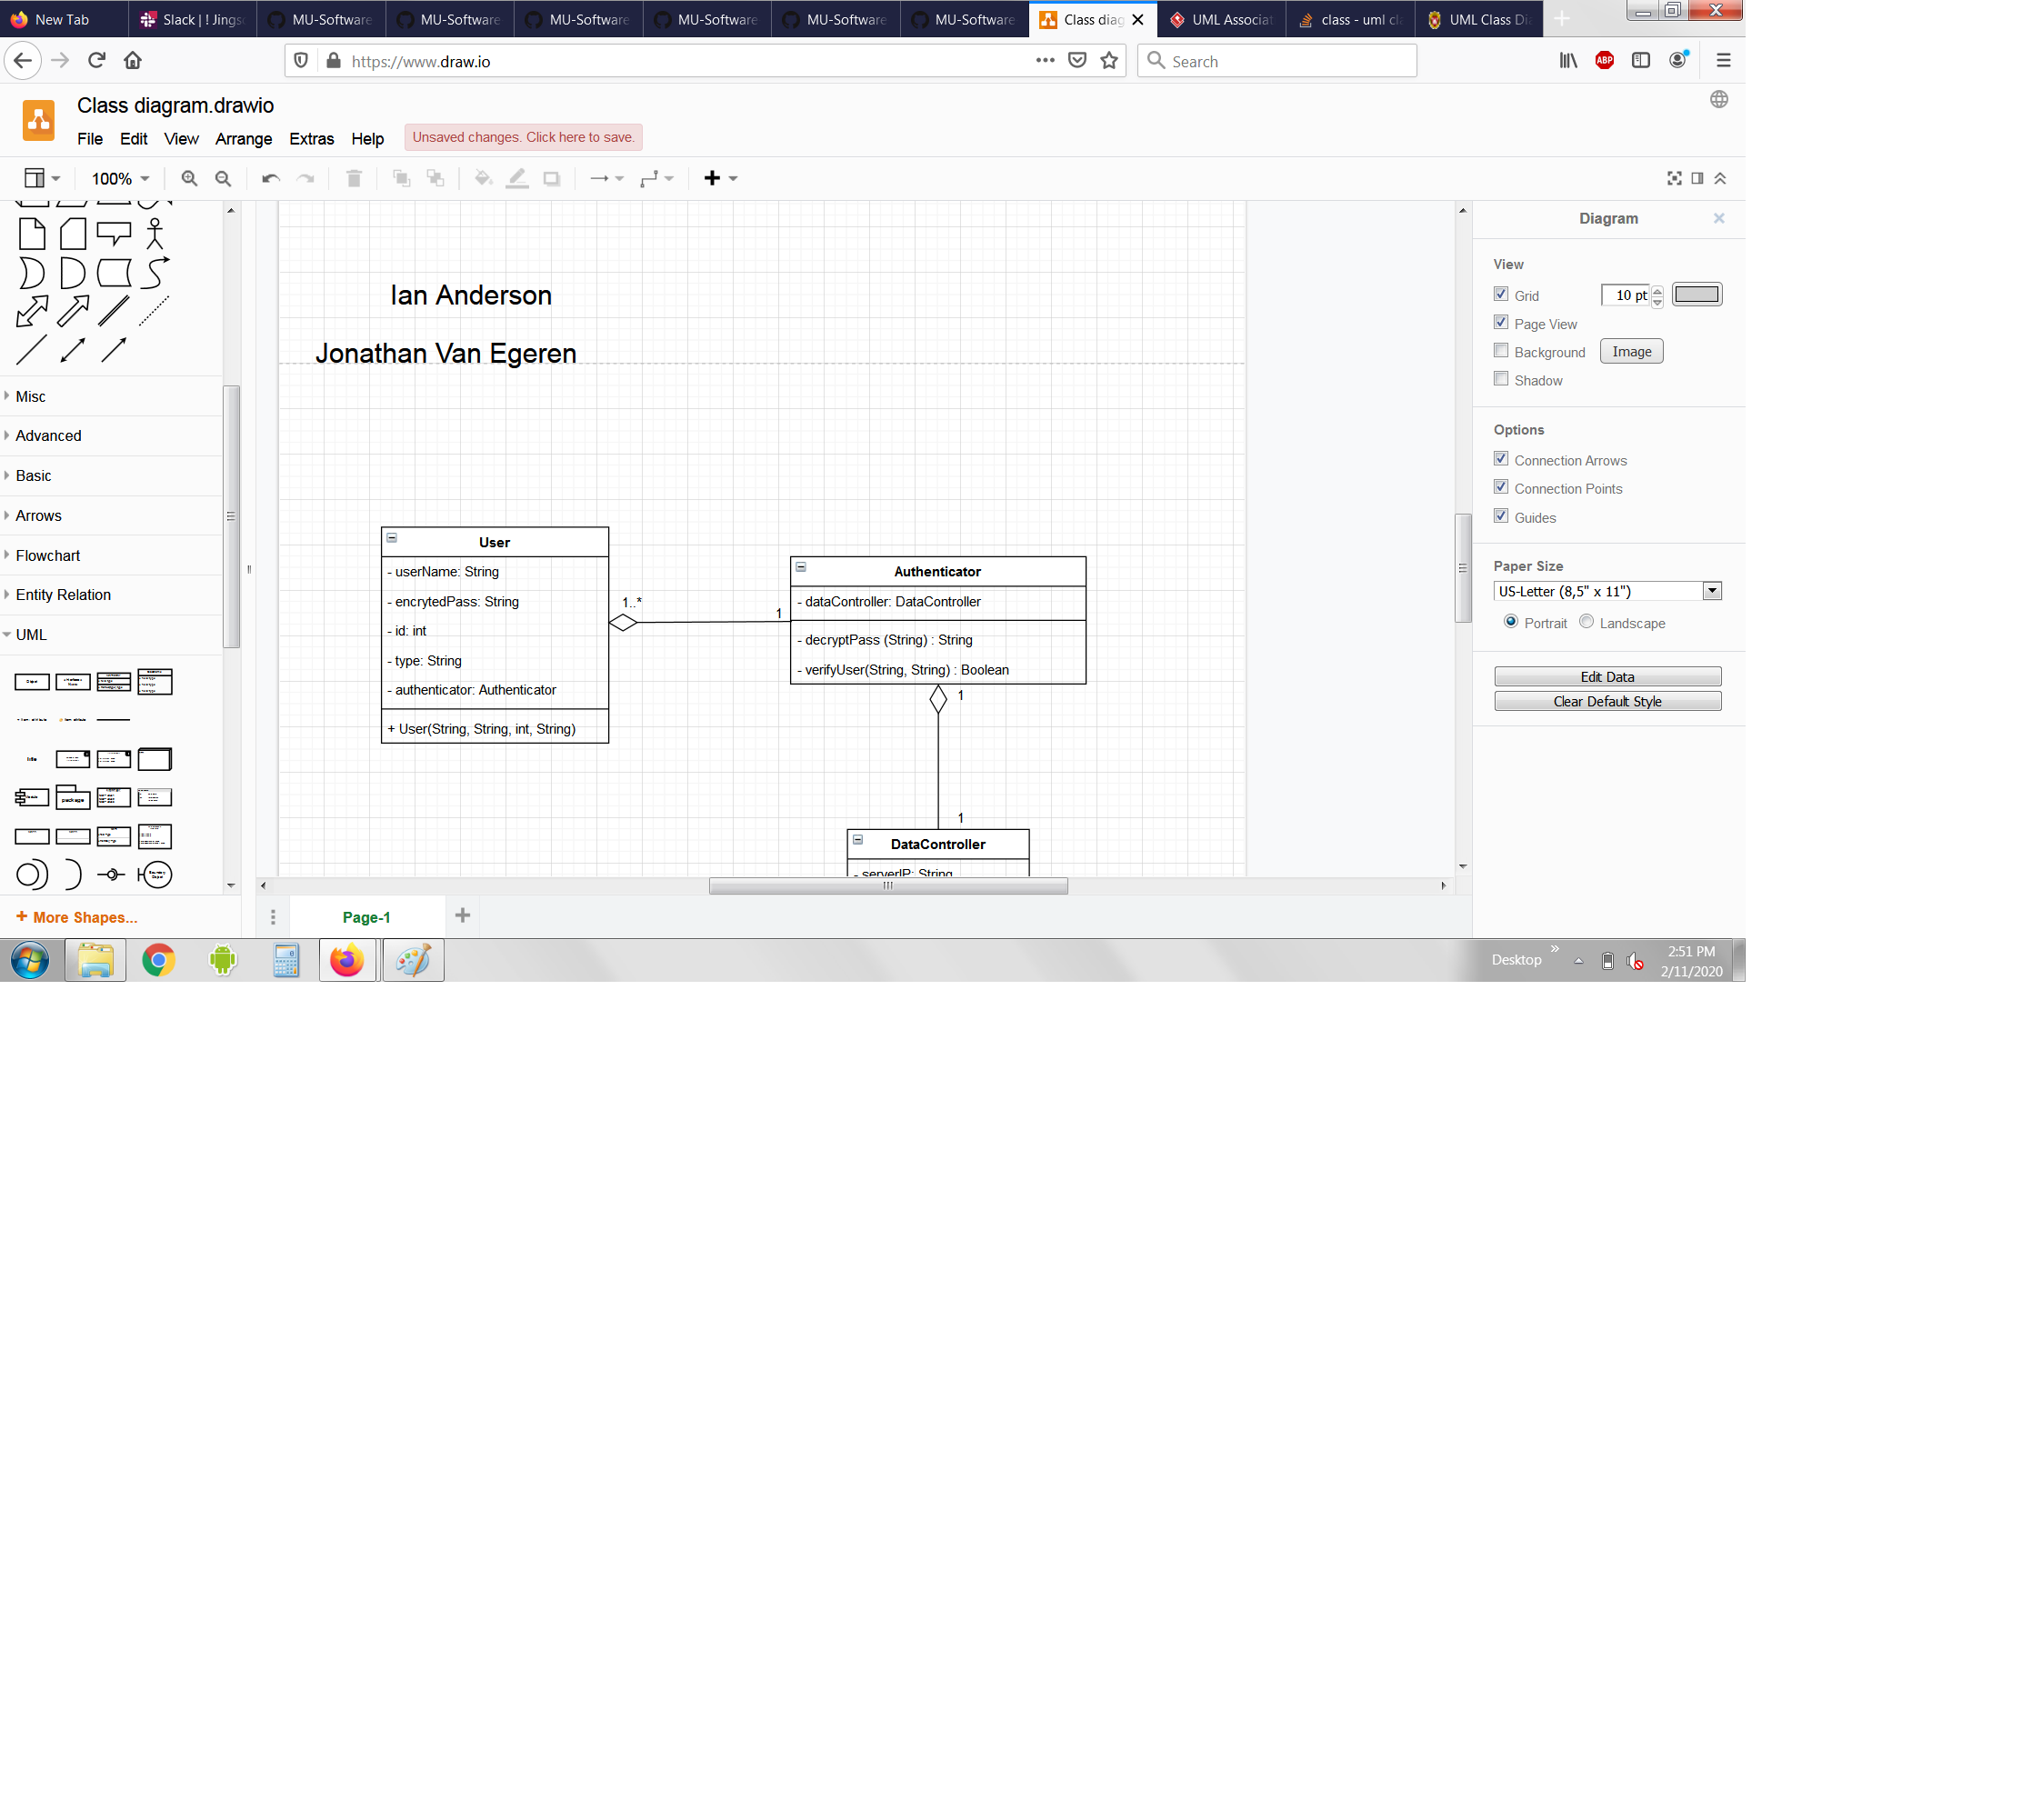 New Tab
Slack | ! Jings
MU-Software
MU-Software
MU-Software
MU-Software
MU-Software
MU-Software
Class diag
UML Associat
class - uml cl
UML Class Di
https://www.draw.io
Search
ABP
Class diagram.drawio
File Edit View Arrange Extras Help
Unsaved changes. Click here to save.
100%
Misc
Advanced
Basic
Arrows
Flowchart
Entity Relation
UML
package
+ More Shapes...
Ian Anderson
Jonathan Van Egeren
User
- userName: String
- encrytedPass: String
- id: int
- type: String
- authenticator: Authenticator
+ User(String, String, int, String)
1..*
1
Authenticator
- dataController: DataController
- decryptPass (String) : String
- verifyUser(String, String) : Boolean
1
1
DataController
- serverIP: String
Page-1
Diagram
View
Grid
10 pt
Page View
Background
Image
Shadow
Options
Connection Arrows
Connection Points
Guides
Paper Size
US-Letter (8,5" x 11")
Portrait
Landscape
Edit Data
Clear Default Style
Desktop
2:51 PM
2/11/2020